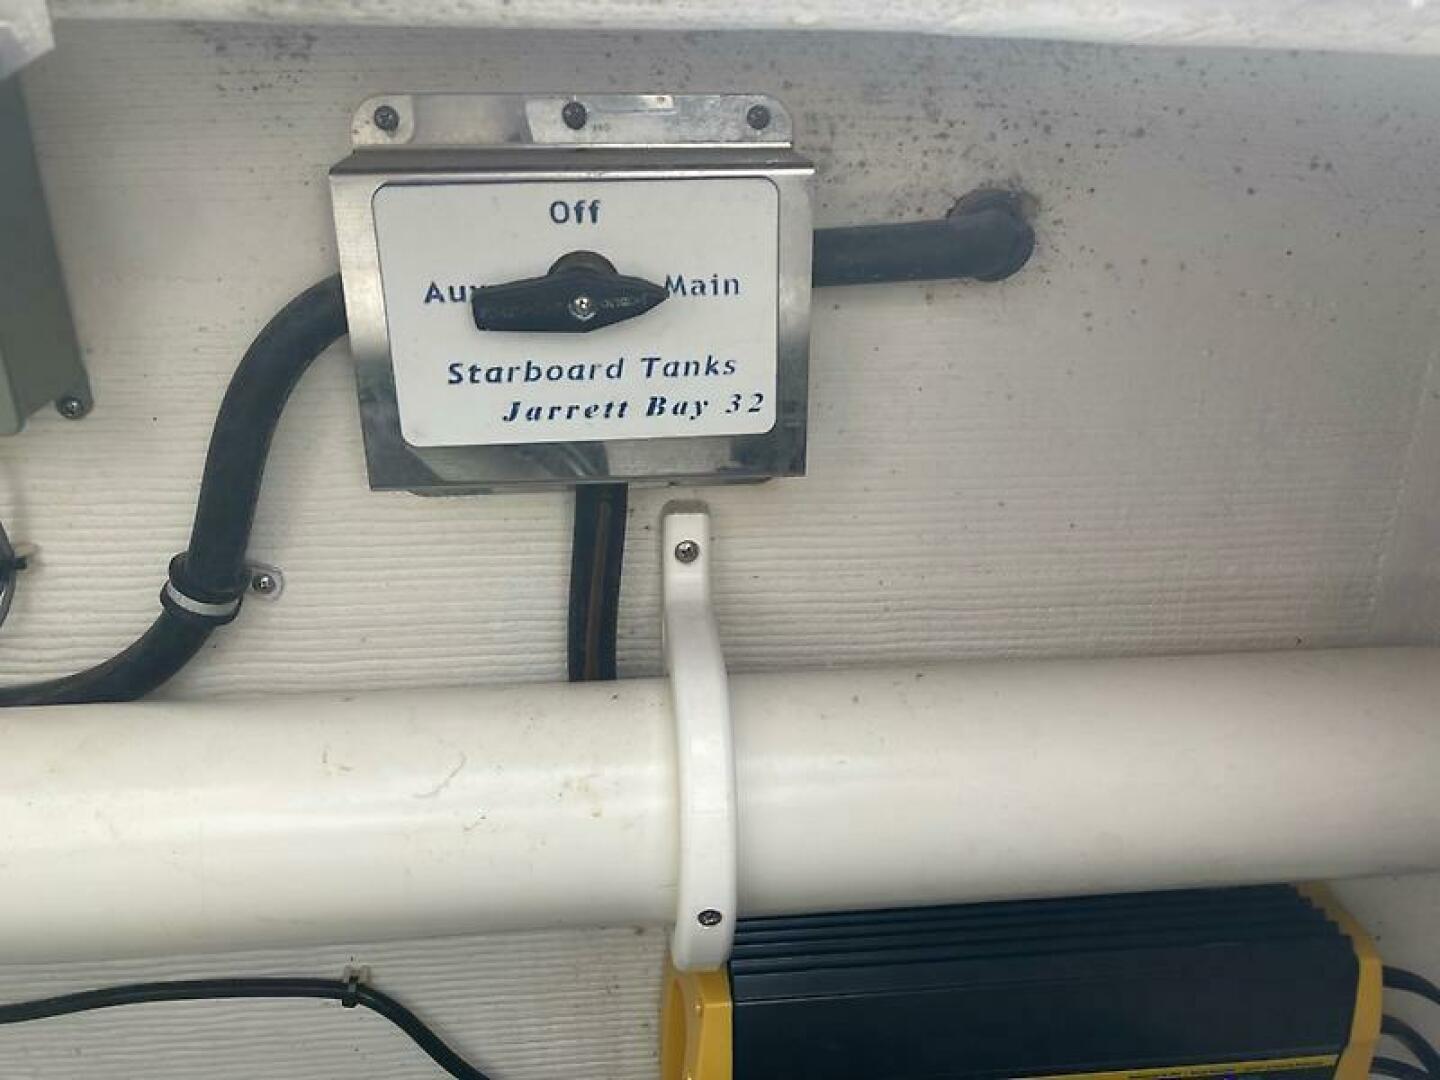 Off
Main
Starboard Tanks
Jarrett Bay 32